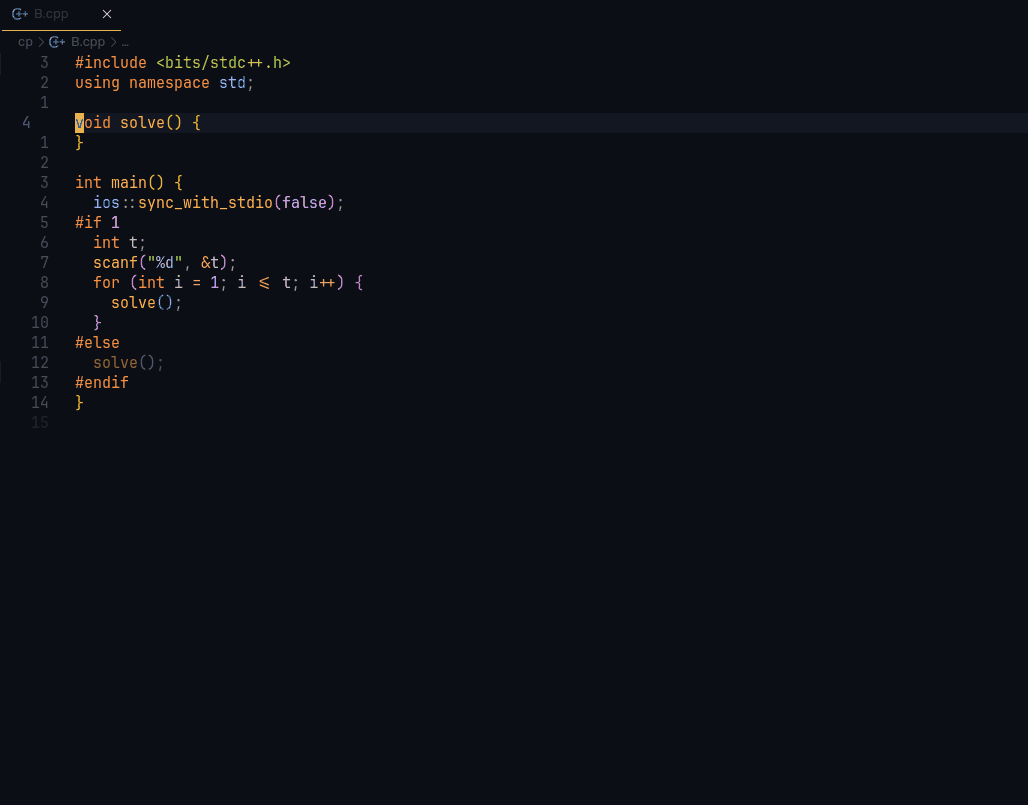 B.cpp
cp > B.cpp > ...
3 #include <bits/stdc++.h>
2 using namespace std;
1
4 void solve() {
1 }
2
3 int main() {
4   ios::sync_with_stdio(false);
5 #if 1
6   int t;
7   scanf("%d", &t);
8   for (int i = 1; i <= t; i++) {
9     solve();
10   }
11 #else
12   solve();
13 #endif
14 }
15